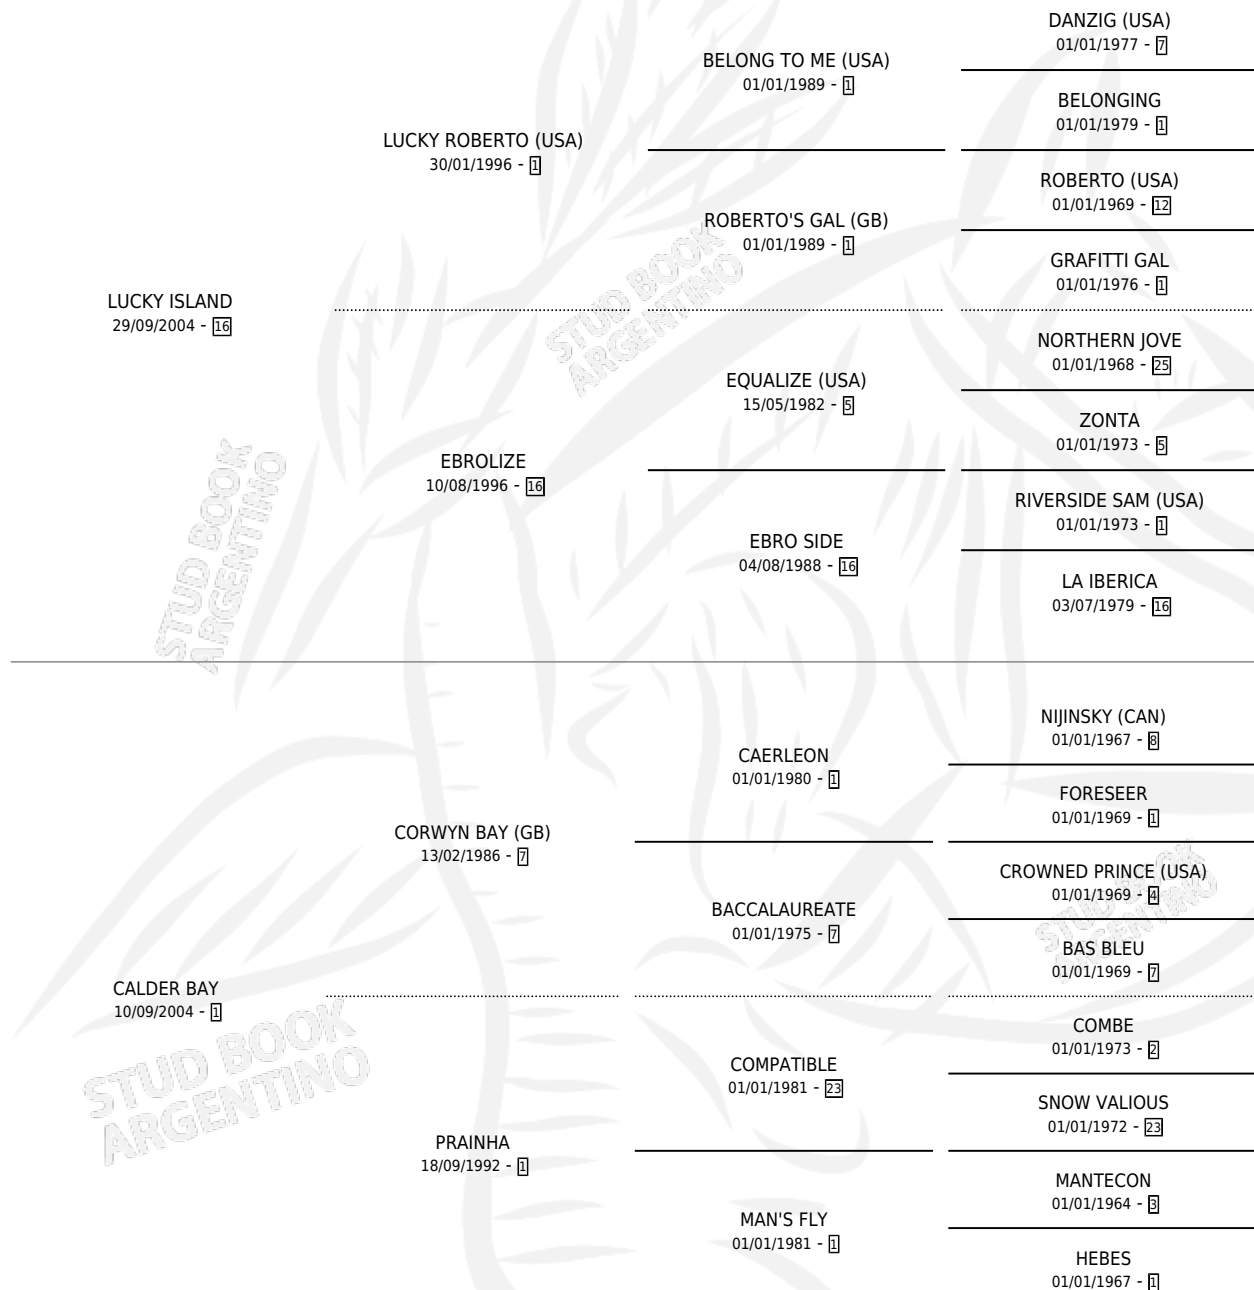 DANZIG (USA)
01/01/1977 - 7
BELONG TO ME (USA)
01/01/1989 - 1
BELONGING
01/01/1979 - 1
LUCKY ROBERTO (USA)
30/01/1996 - 1
ROBERTO (USA)
01/01/1969 - 12
ROBERTO'S GAL (GB)
01/01/1989 - 1
GRAFITTI GAL
01/01/1976 - 1
LUCKY ISLAND
29/09/2004 - 16
STUD BOOK
ARGENTINO
NORTHERN JOVE
01/01/1968 - 25
EQUALIZE (USA)
15/05/1982 - 5
ZONTA
01/01/1973 - 5
EBROLIZE
10/08/1996 - 16
RIVERSIDE SAM (USA)
01/01/1973 - 1
EBRO SIDE
04/08/1988 - 16
LA IBERICA
03/07/1979 - 16
STUD BOOK
ARGENTINO
NIJINSKY (CAN)
01/01/1967 - 8
CAERLEON
01/01/1980 - 1
FORESEER
01/01/1969 - 1
CORWYN BAY (GB)
13/02/1986 - 7
CROWNED PRINCE (USA)
01/01/1969 - 4
BACCALAUREATE
01/01/1975 - 7
STUD BOOK
ARGENTINO
BAS BLEU
01/01/1969 - 7
CALDER BAY
10/09/2004 - 1
STUD BOOK
ARGENTINO
COMBE
01/01/1973 - 2
COMPATIBLE
01/01/1981 - 23
SNOW VALIOUS
01/01/1972 - 23
PRAINHA
18/09/1992 - 1
MANTECON
01/01/1964 - 3
MAN'S FLY
01/01/1981 - 1
HEBES
01/01/1967 - 1